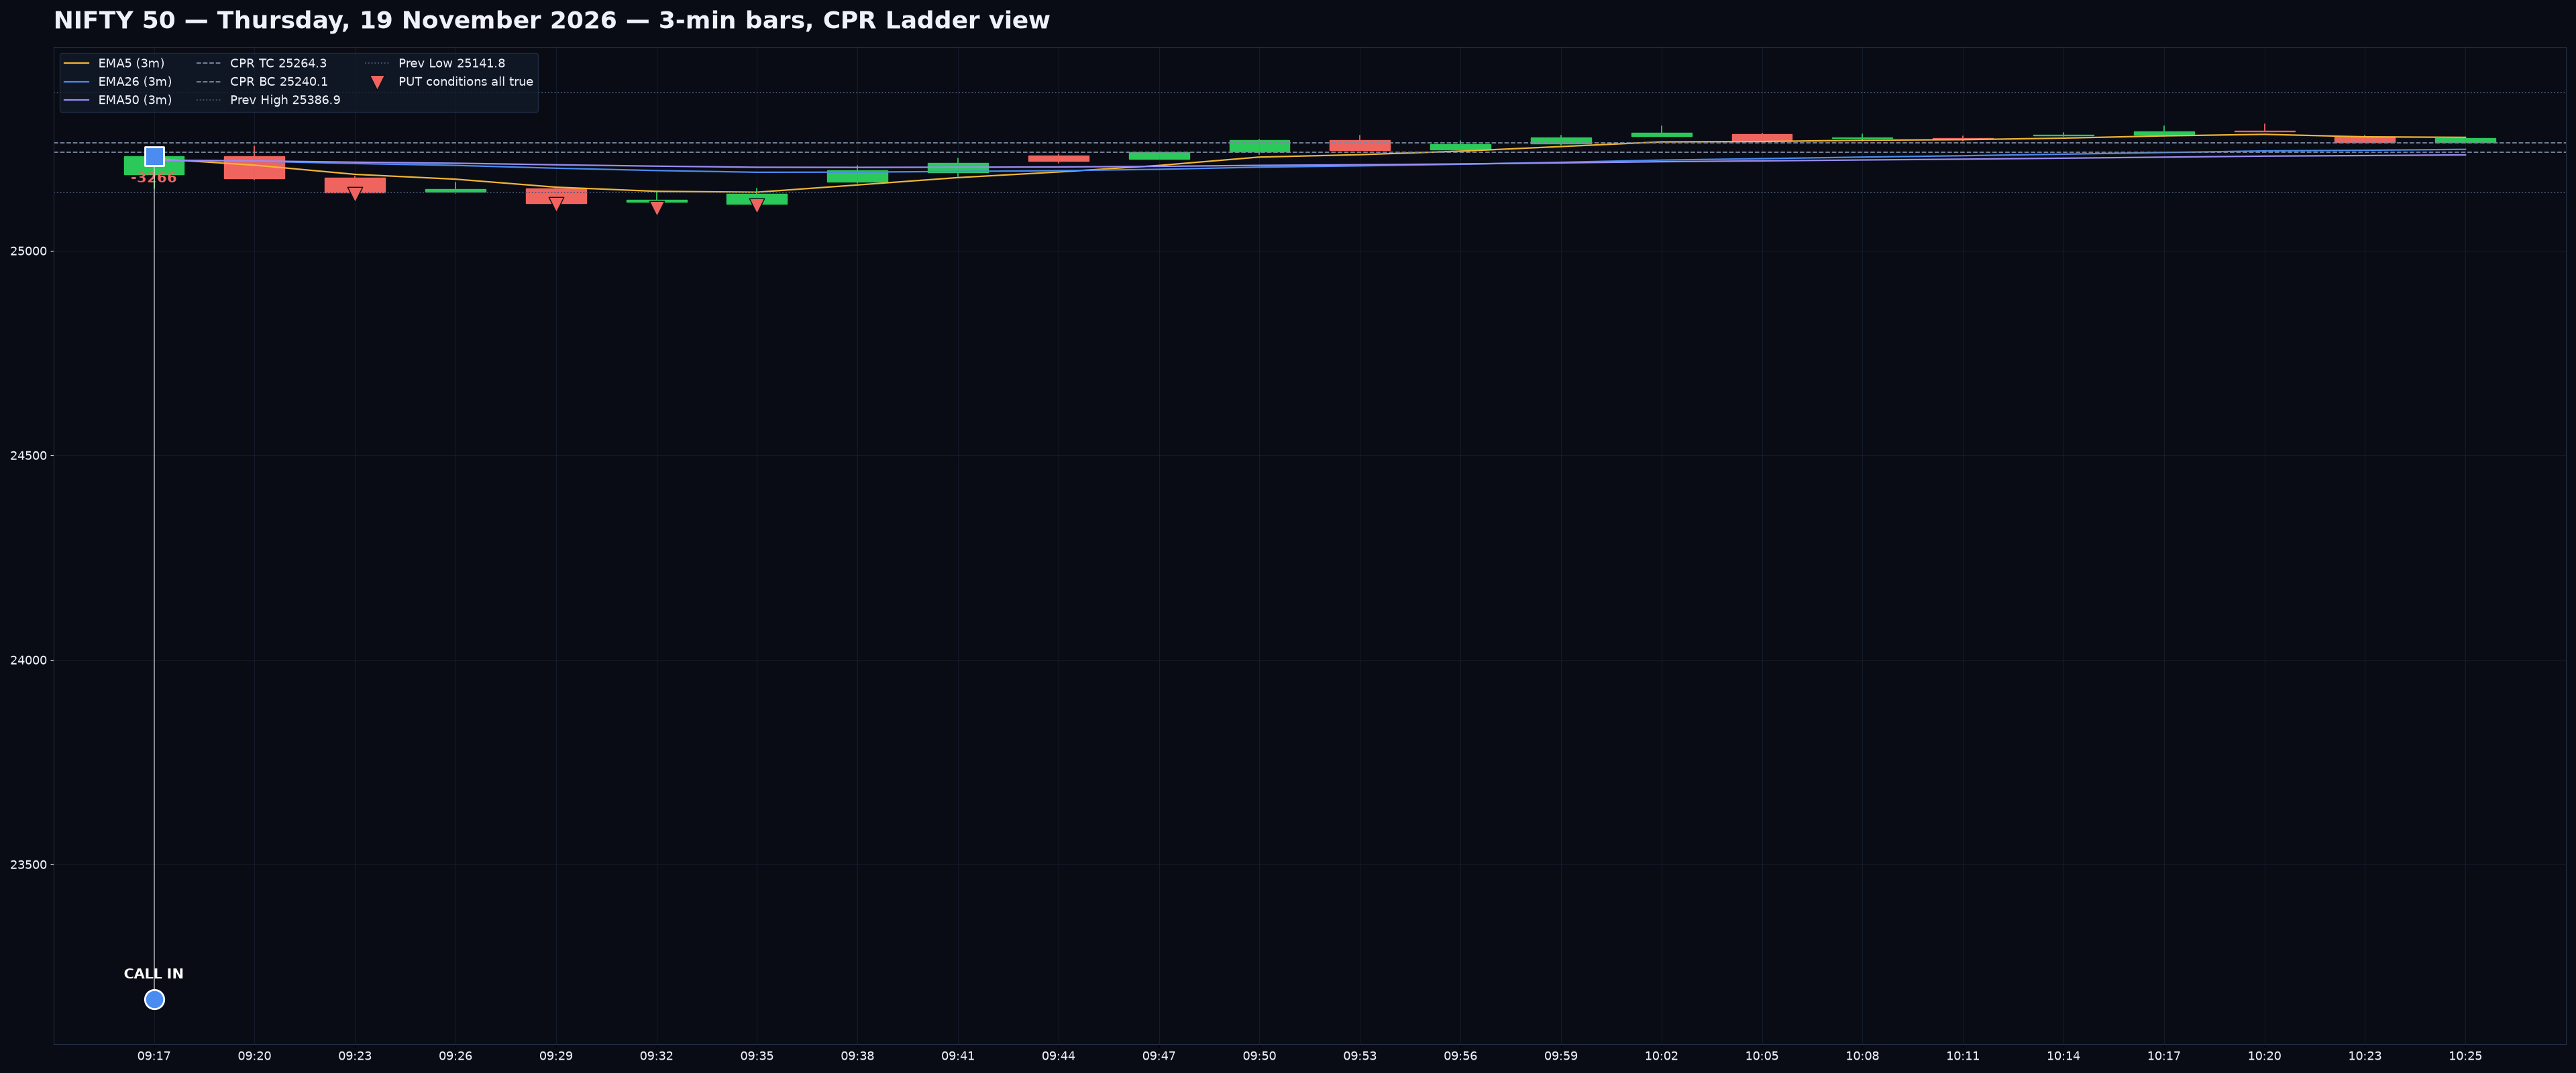 NIFTY 50 — Thursday, 19 November 2026 — 3-min bars, CPR Ladder view
EMA5 (3m)
EMA26 (3m)
EMA50 (3m)
CPR TC 25264.3
CPR BC 25240.1
Prev High 25386.9
Prev Low 25141.8
PUT conditions all true
-3266
25000
24500
24000
23500
CALL IN
09:17 09:20 09:23 09:26 09:29 09:32 09:35 09:38 09:41 09:44 09:47 09:50 09:53 09:56 09:59 10:02 10:05 10:08 10:11 10:14 10:17 10:20 10:23 10:25